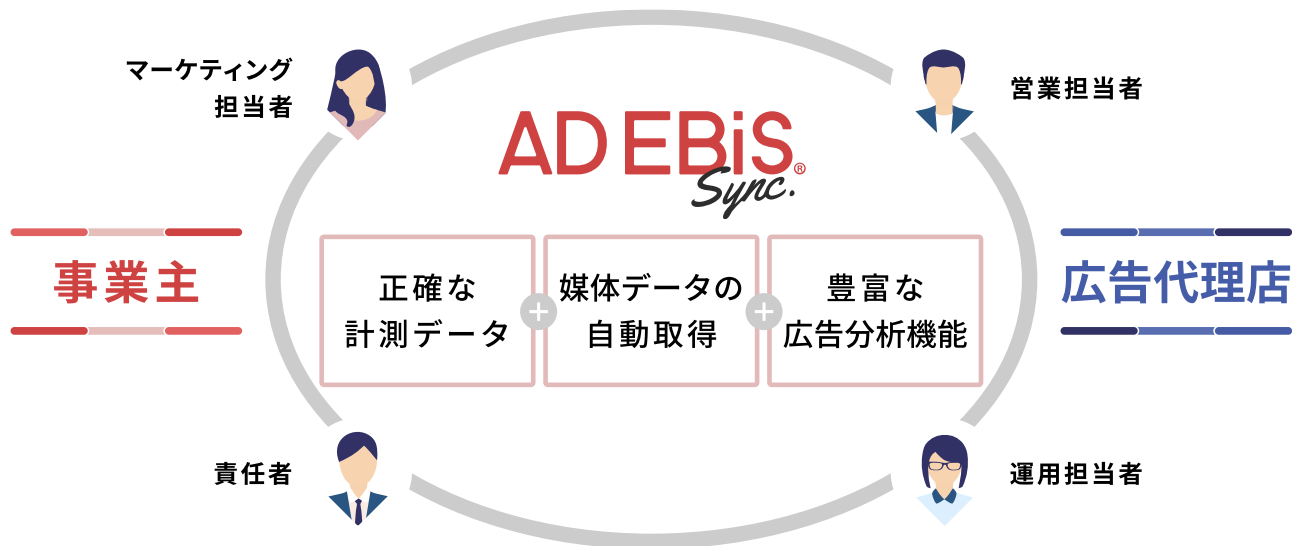 マーケティング
担当者
営業担当者
AD EBiS®
Sync.
事業主
正確な
計測データ
+
媒体データの
自動取得
+
豊富な
広告分析機能
広告代理店
責任者
運用担当者